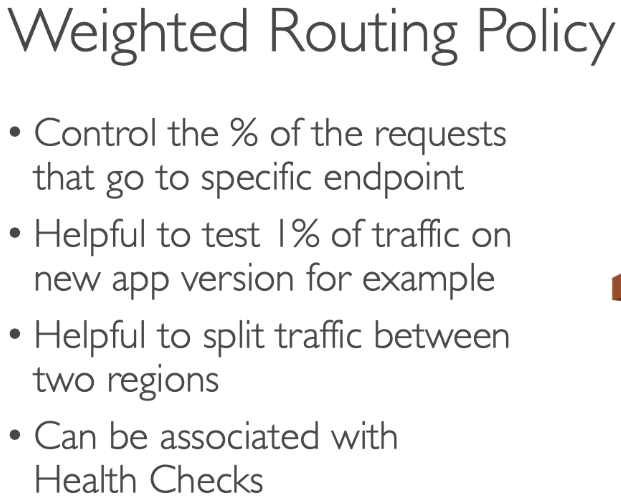 Weighted Routing Policy
• Control the % of the requests
that go to specific endpoint
• Helpful to test 1% of traffic on
new app version for example
• Helpful to split traffic between
two regions
• Can be associated with
Health Checks